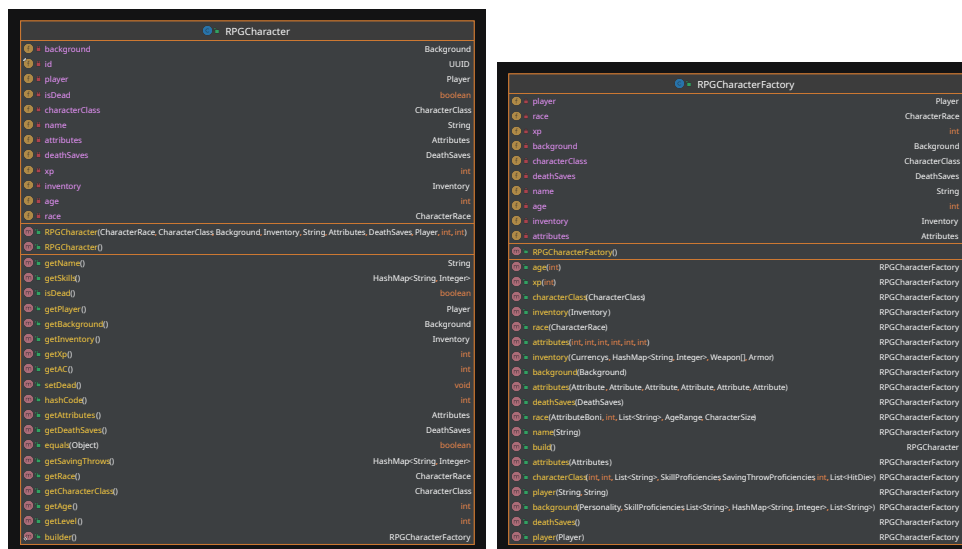 RPGCharacter
background Background
id UUID
player Player
isDead boolean
characterClass CharacterClass
name String
attributes Attributes
deathSaves DeathSaves
xp int
inventory Inventory
age int
race CharacterRace
RPGCharacter(CharacterRace, CharacterClass, Background, Inventory, String, Attributes, DeathSaves, Player, int, int)
RPGCharacter()
getName() String
getSkills() HashMap<String, Integer>
isDead() boolean
getPlayer() Player
getBackground() Background
getInventory() Inventory
getXp() int
getAC() int
setDead() void
hashCode() int
getAttributes() Attributes
getDeathSaves() DeathSaves
equals(Object) boolean
getSavingThrows() HashMap<String, Integer>
getRace() CharacterRace
getCharacterClass() CharacterClass
getAge() int
getLevel() int
builder() RPGCharacterFactory
RPGCharacterFactory
player Player
race CharacterRace
xp int
background Background
characterClass CharacterClass
deathSaves DeathSaves
name String
age int
inventory Inventory
attributes Attributes
RPGCharacterFactory()
age(int) RPGCharacterFactory
xp(int) RPGCharacterFactory
characterClass(CharacterClass) RPGCharacterFactory
inventory(Inventory) RPGCharacterFactory
race(CharacterRace) RPGCharacterFactory
attributes(int, int, int, int, int, int) RPGCharacterFactory
inventory(Currencys, HashMap<String, Integer>, Weapon[], Armor) RPGCharacterFactory
background(Background) RPGCharacterFactory
attributes(Attribute, Attribute, Attribute, Attribute, Attribute, Attribute) RPGCharacterFactory
deathSaves(DeathSaves) RPGCharacterFactory
race(AttributeBoni, int, List<String>, AgeRange, CharacterSize) RPGCharacterFactory
name(String) RPGCharacterFactory
build() RPGCharacter
attributes(Attributes) RPGCharacterFactory
characterClass(int, int, List<String>, SkillProficiencies, SavingThrowProficiencies, int, List<HitDie>) RPGCharacterFactory
player(String, String) RPGCharacterFactory
background(Personality, SkillProficiencies, List<String>, HashMap<String, Integer>, List<String>) RPGCharacterFactory
deathSaves() RPGCharacterFactory
player(Player) RPGCharacterFactory